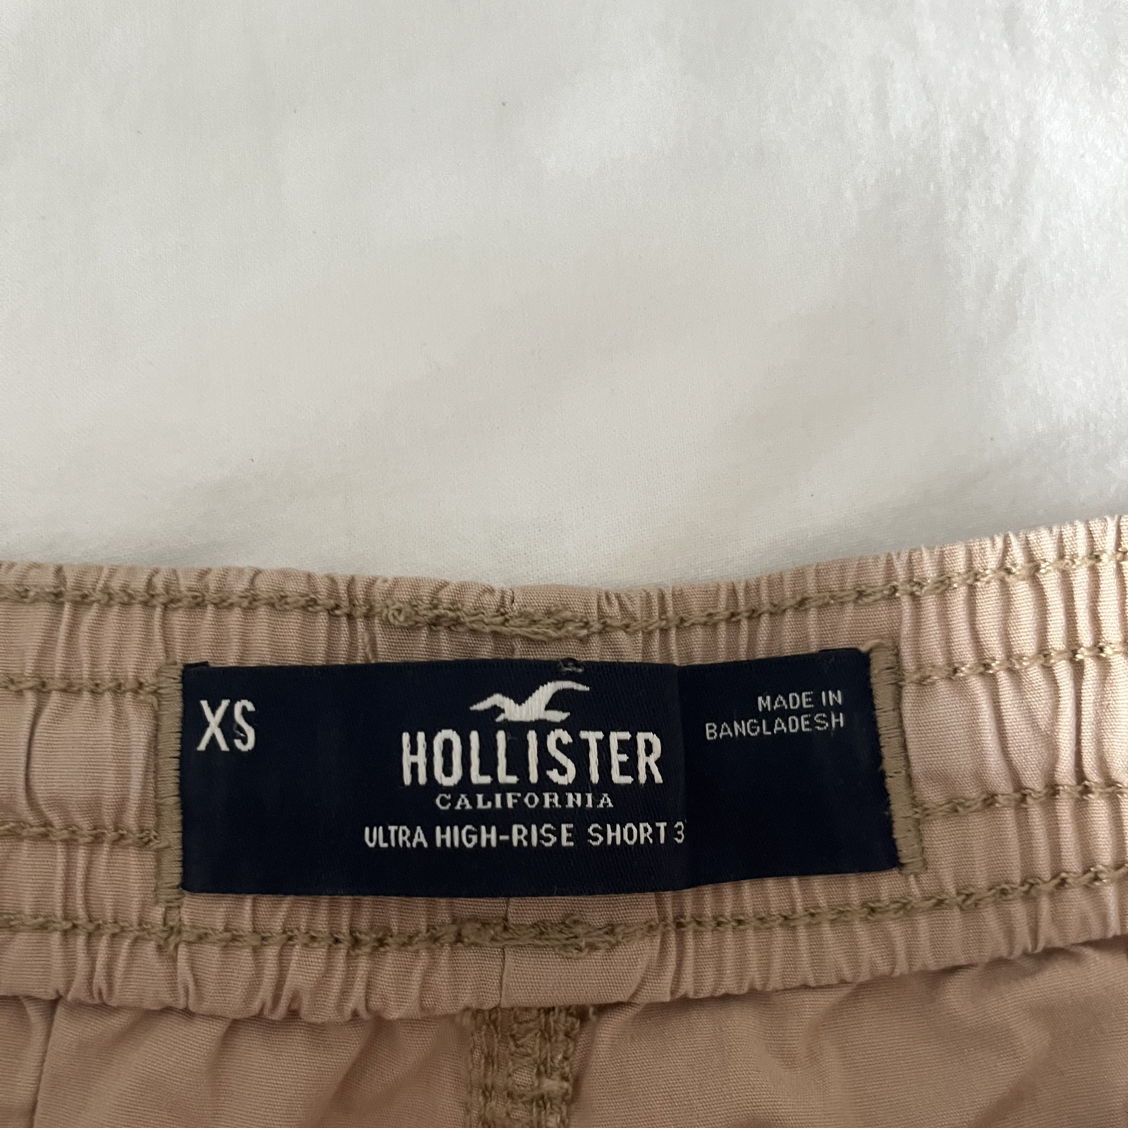 XS
HOLLISTER
CALIFORNIA
ULTRA HIGH-RISE SHORT 3
MADE IN
BANGLADESH